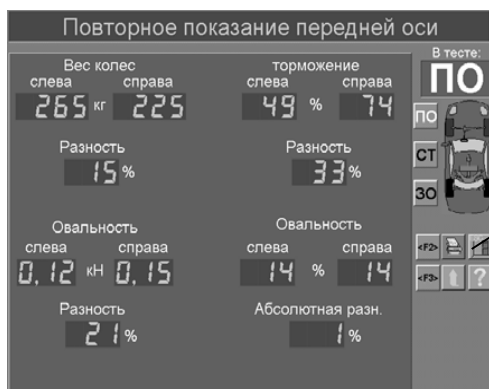 Повторное показание передней оси
В тесте:
ПО
Вес колес
слева справа
265 кг 225
торможение
слева справа
49 % 74
ПО
Разность
15 %
Разность
33 %
СТ
ЗО
Овальность
слева справа
0,12 кН 0,15
Овальность
слева справа
14 % 14
<F2>
<F3> ?
Разность
21 %
Абсолютная разн.
1 %